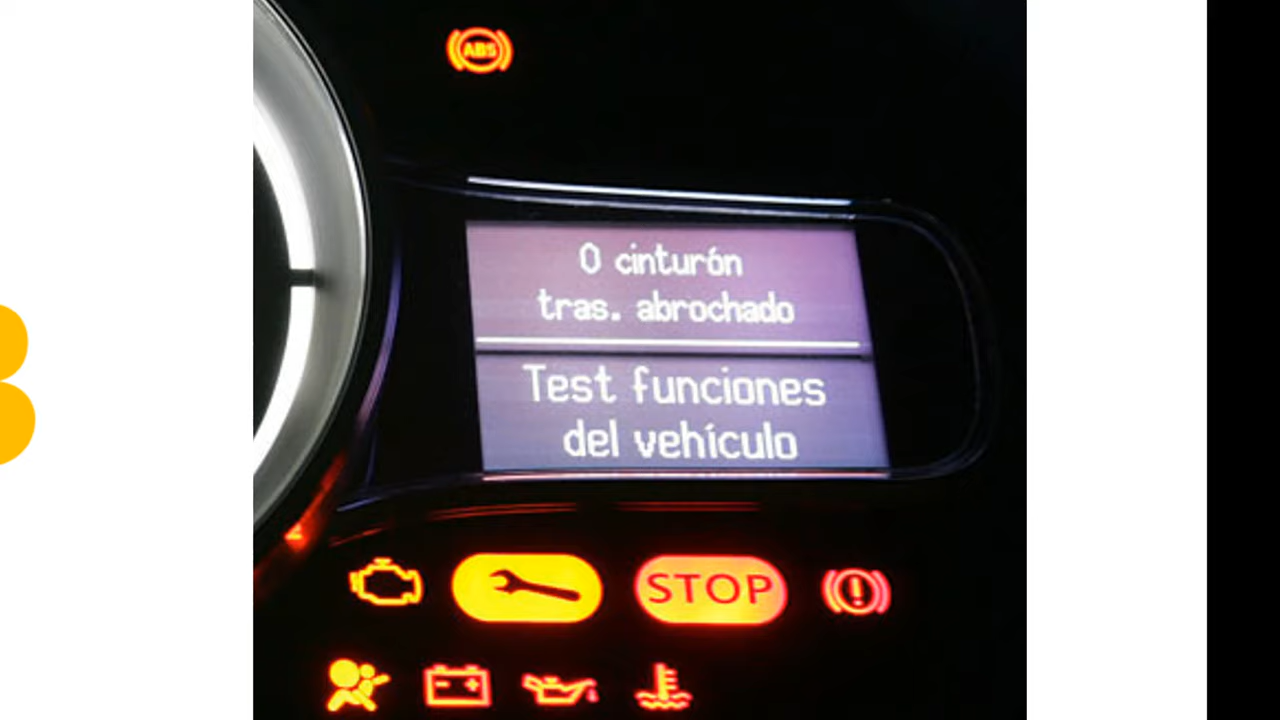 ABS
0 cinturón
tras. abrochado
Test funciones
del vehículo
STOP